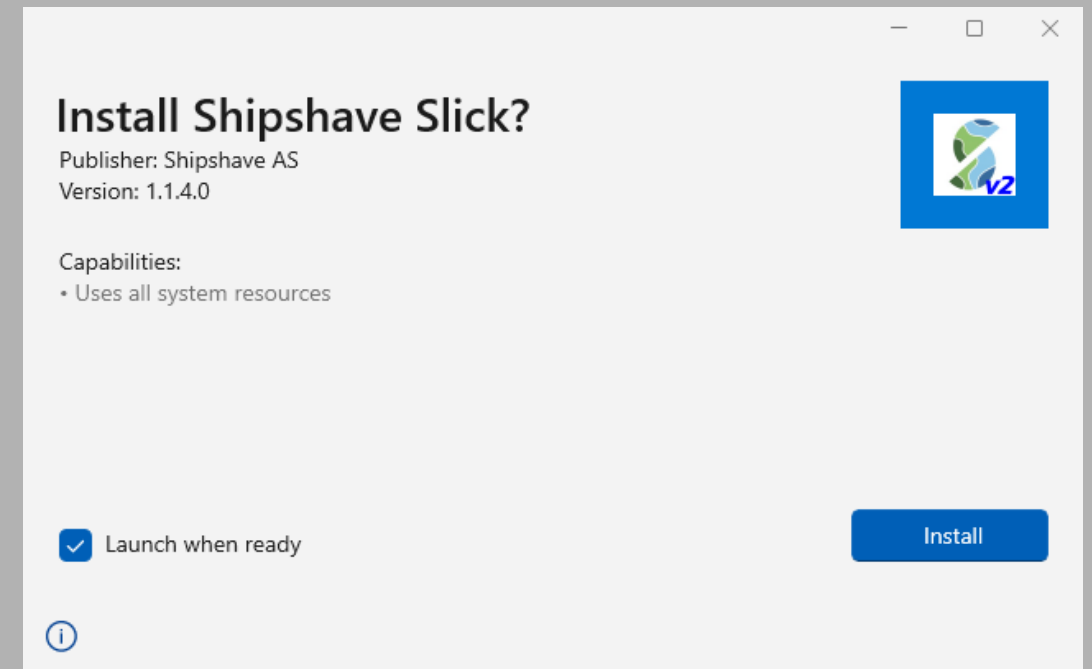 Install Shipshave Slick?
Publisher: Shipshave AS
Version: 1.1.4.0
v2
Capabilities:
• Uses all system resources
Launch when ready
Install